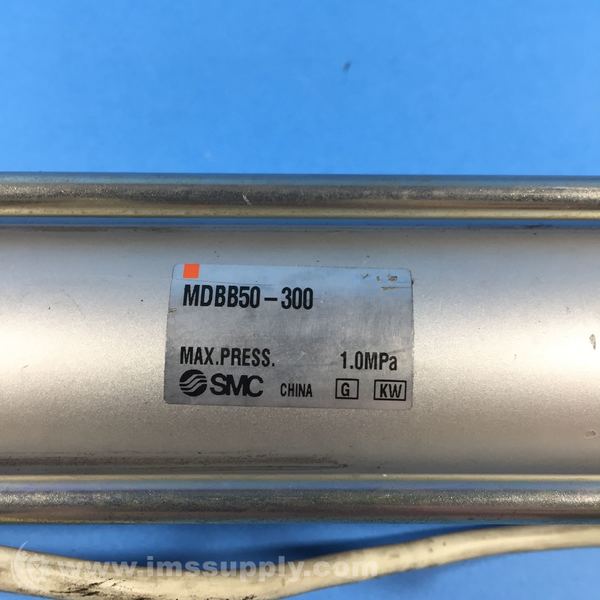 MDBB50-300
MAX.PRESS. 1.0MPa
SMC CHINA G KW
© www.imssupply.com